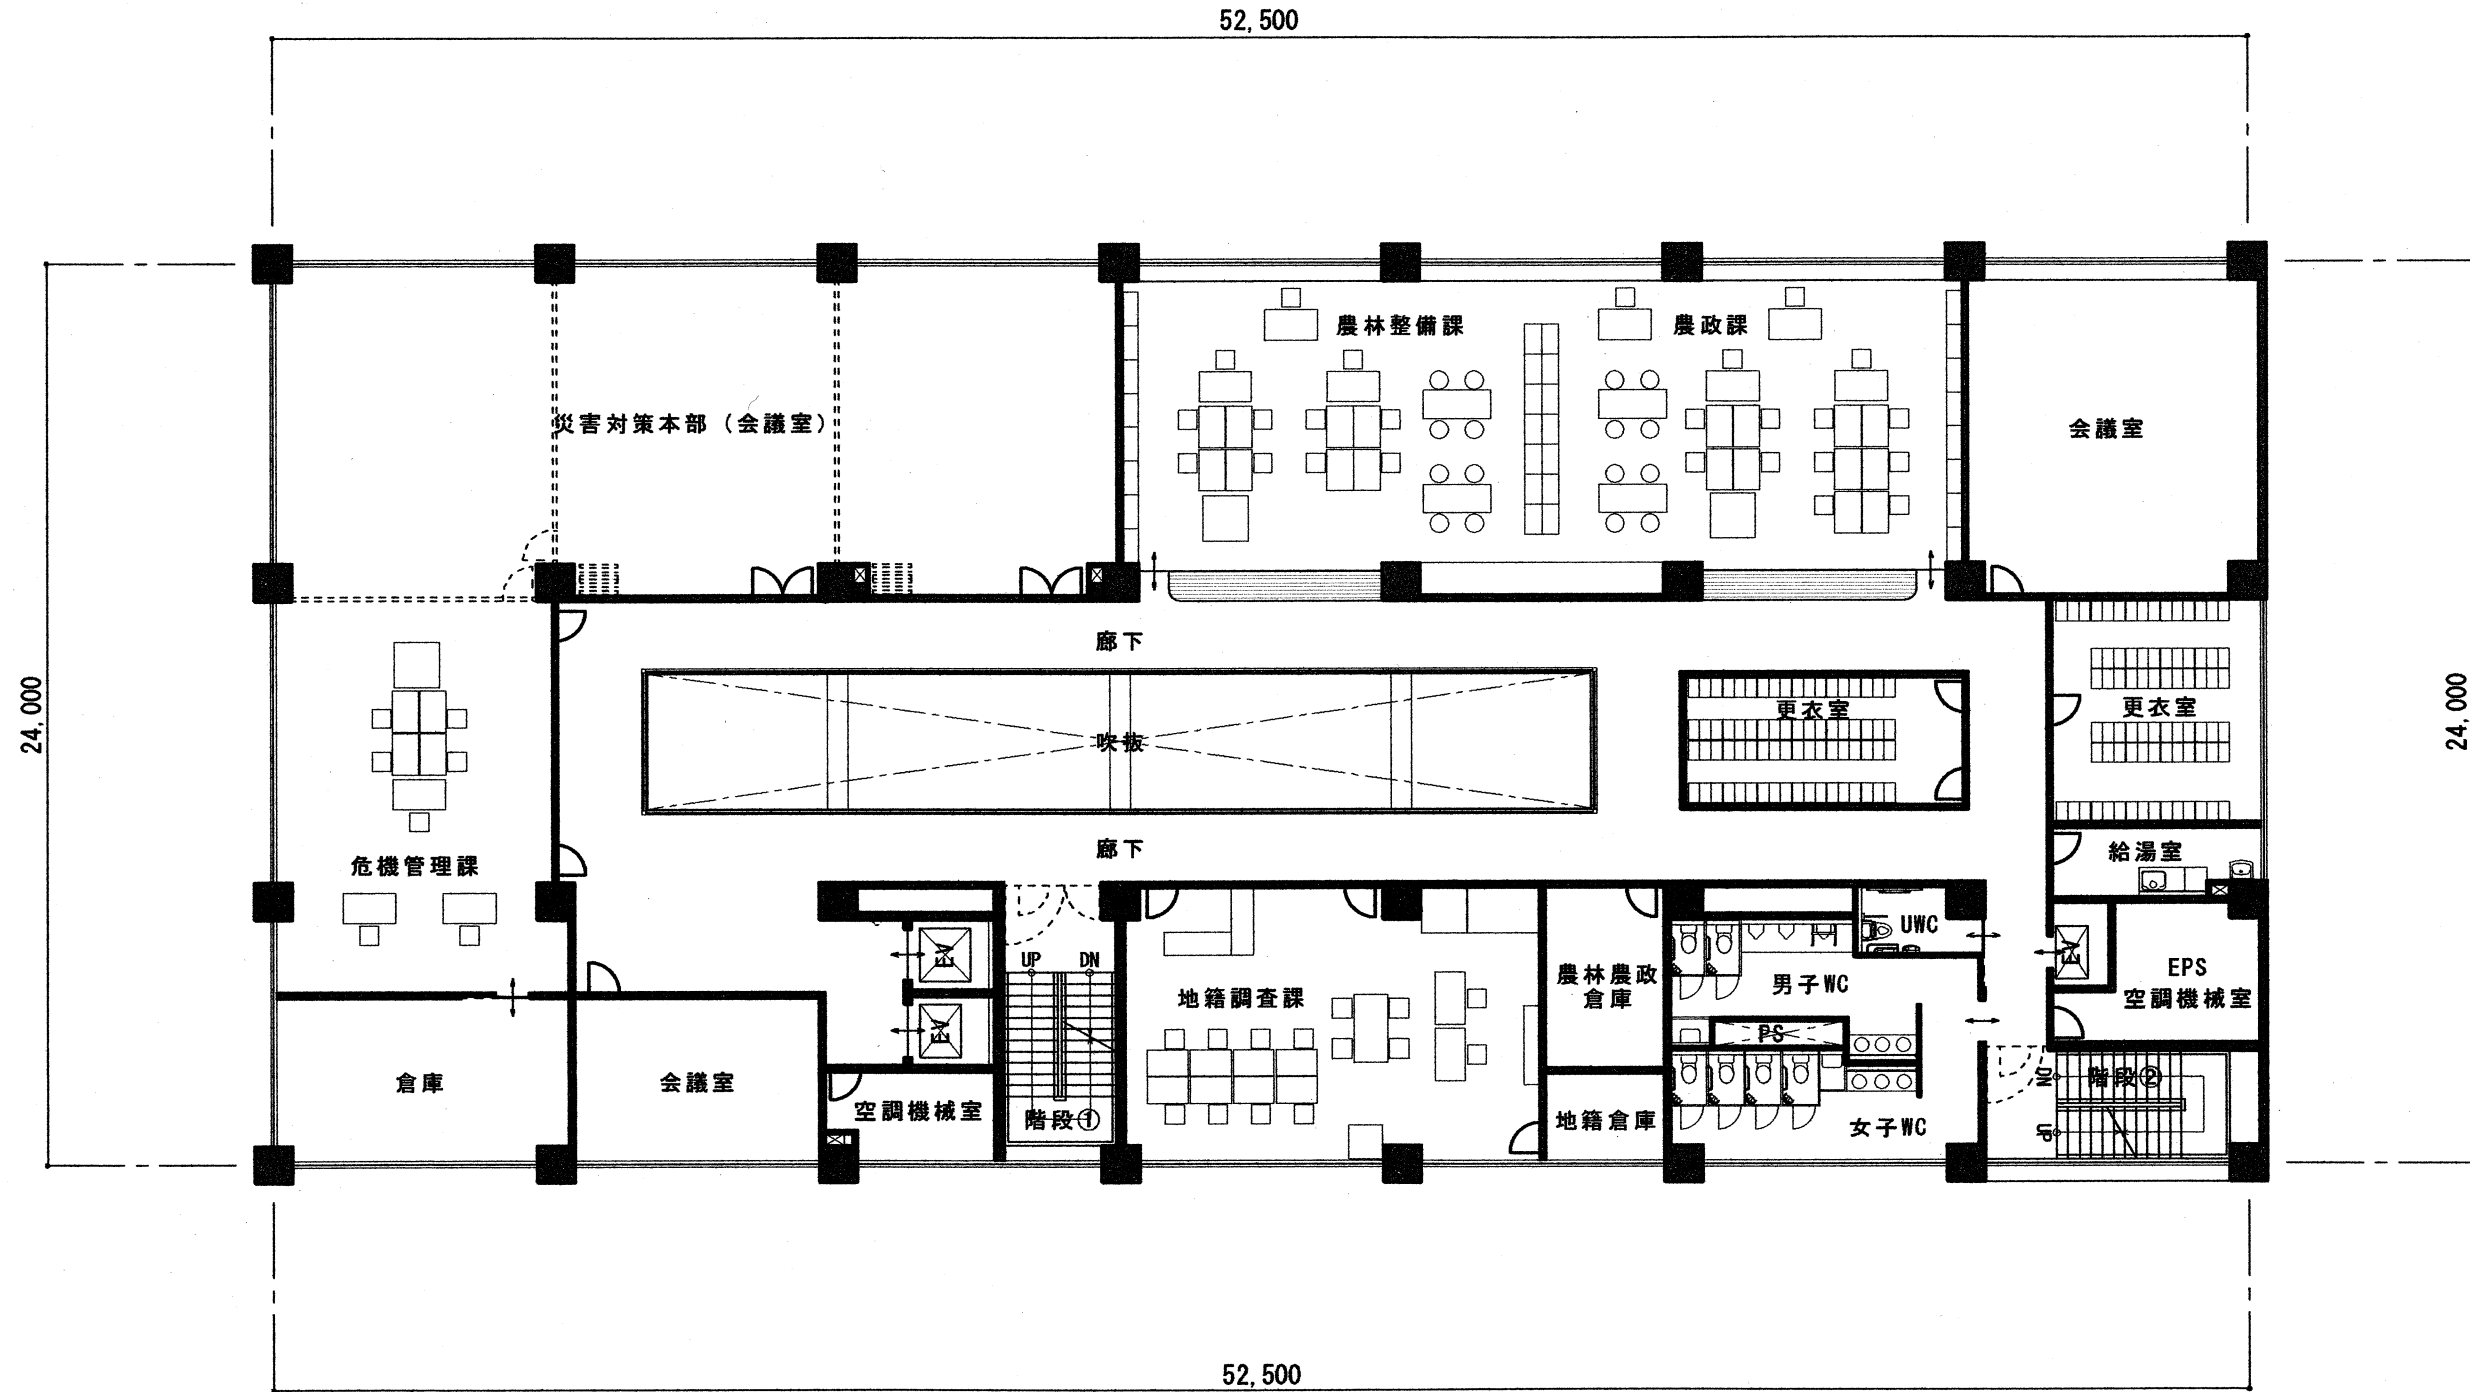 52,500
農林整備課
農政課
災害対策本部（会議室）
会議室
廊下
24,000
24,000
更衣室
更衣室
吹抜
廊下
給湯室
危機管理課
UWC
EV
EV
UP
DN
EPS
空調機械室
農林農政
倉庫
男子WC
地籍調査課
EV
PS
倉庫
会議室
DN
階段②
空調機械室
階段①
地籍倉庫
女子WC
UP
52,500